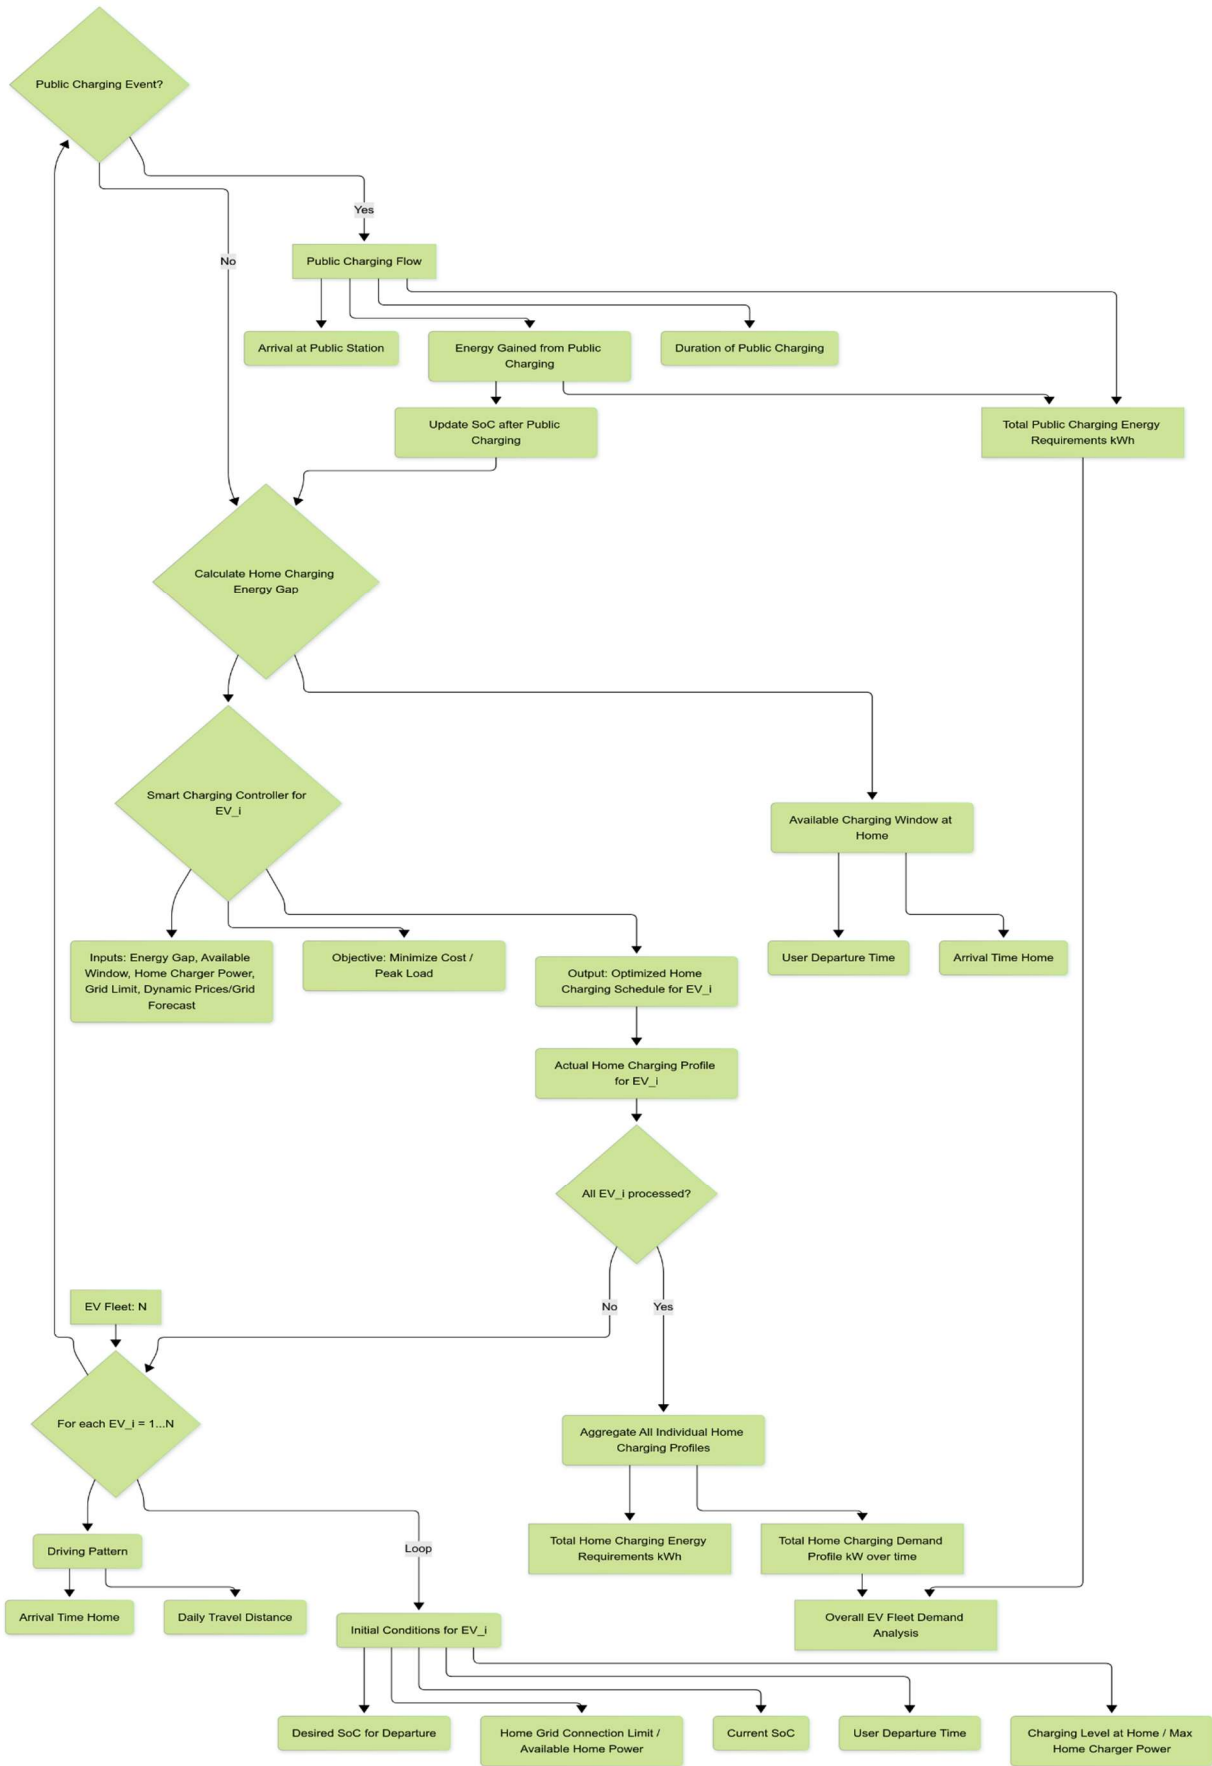 Public Charging Event?
Yes
No
Public Charging Flow
Arrival at Public Station
Energy Gained from Public
Charging
Duration of Public Charging
Update SoC after Public
Charging
Total Public Charging Energy
Requirements kWh
Calculate Home Charging
Energy Gap
Smart Charging Controller for
EV_i
Available Charging Window at
Home
Inputs: Energy Gap, Available
Window, Home Charger Power,
Grid Limit, Dynamic Prices/Grid
Forecast
Objective: Minimize Cost /
Peak Load
Output: Optimized Home
Charging Schedule for EV_i
User Departure Time
Arrival Time Home
Actual Home Charging Profile
for EV_i
All EV_i processed?
No
Yes
EV Fleet: N
For each EV_i = 1...N
Aggregate All Individual Home
Charging Profiles
Driving Pattern
Loop
Total Home Charging Energy
Requirements kWh
Total Home Charging Demand
Profile kW over time
Arrival Time Home
Daily Travel Distance
Initial Conditions for EV_i
Overall EV Fleet Demand
Analysis
Desired SoC for Departure
Home Grid Connection Limit /
Available Home Power
Current SoC
User Departure Time
Charging Level at Home / Max
Home Charger Power